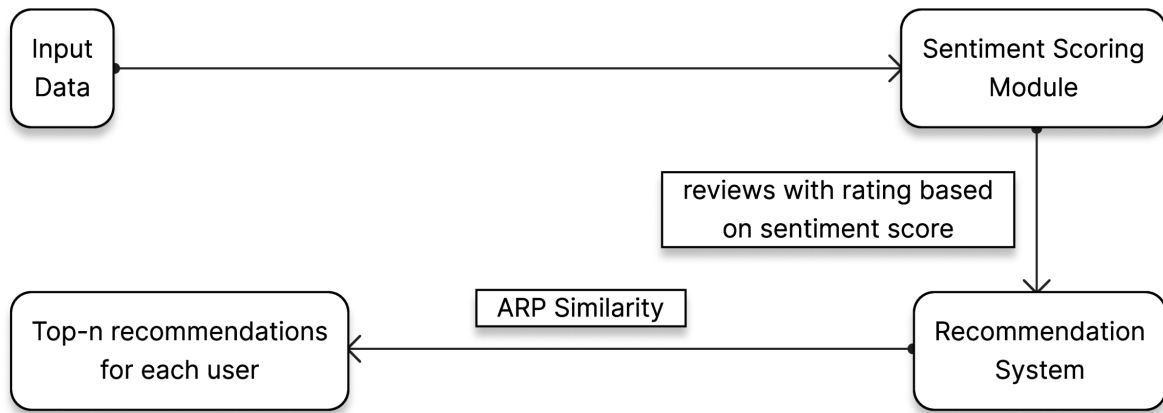 Input
Data
Sentiment Scoring
Module
reviews with rating based
on sentiment score
ARP Similarity
Top-n recommendations
for each user
Recommendation
System